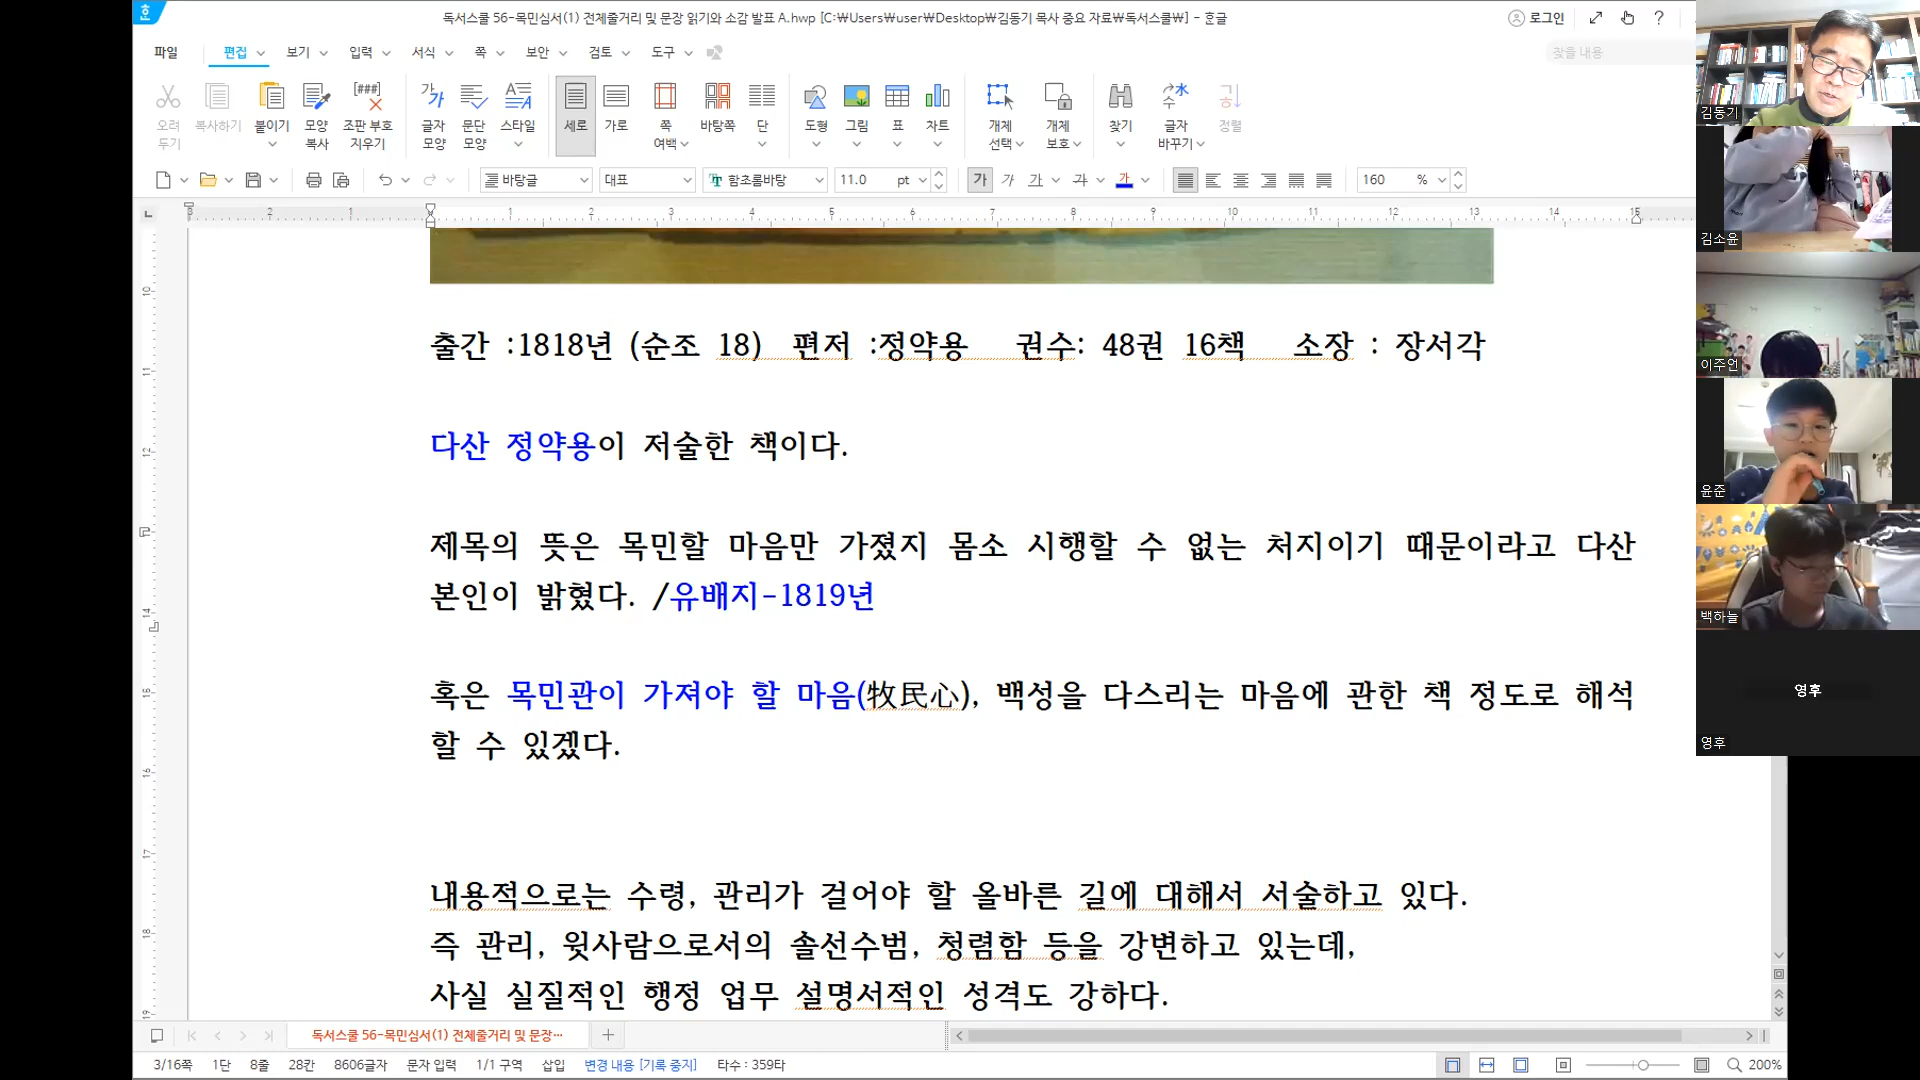 독서스쿨 56-목민심서(1) 전체줄거리 및 문장 읽기와 소감 발표 A.hwp [C:₩Users₩user₩Desktop₩김동기 목사 중요 자료₩독서스쿨₩] - 훈글
로그인
파일 편집 보기 입력 서식 쪽 보안 검토 도구
찾을 내용
오려 두기
복사하기
붙이기
모양 복사
조판 부호 지우기
글자 모양
문단 모양
스타일
세로
가로
쪽 여백
바탕쪽
단
도형
그림
표
차트
개체 선택
개체 보호
찾기
글자 바꾸기
정렬
바탕글 대표 함초롬바탕 11.0 pt 가 가 가 가 가 160 %
출간 :1818년 (순조 18) 편저 :정약용 권수: 48권 16책 소장 : 장서각
다산 정약용이 저술한 책이다.
제목의 뜻은 목민할 마음만 가졌지 몸소 시행할 수 없는 처지이기 때문이라고 다산
본인이 밝혔다. /유배지-1819년
혹은 목민관이 가져야 할 마음(牧民心), 백성을 다스리는 마음에 관한 책 정도로 해석
할 수 있겠다.
내용적으로는 수령, 관리가 걸어야 할 올바른 길에 대해서 서술하고 있다.
즉 관리, 윗사람으로서의 솔선수범, 청렴함 등을 강변하고 있는데,
사실 실질적인 행정 업무 설명서적인 성격도 강하다.
독서스쿨 56-목민심서(1) 전체줄거리 및 문장…
3/16쪽 1단 8줄 28칸 8606글자 문자 입력 1/1 구역 삽입 변경 내용 [기록 중지] 타수 : 359타
200%
김동기
김소윤
이주언
윤준
백하늘
영후
영후